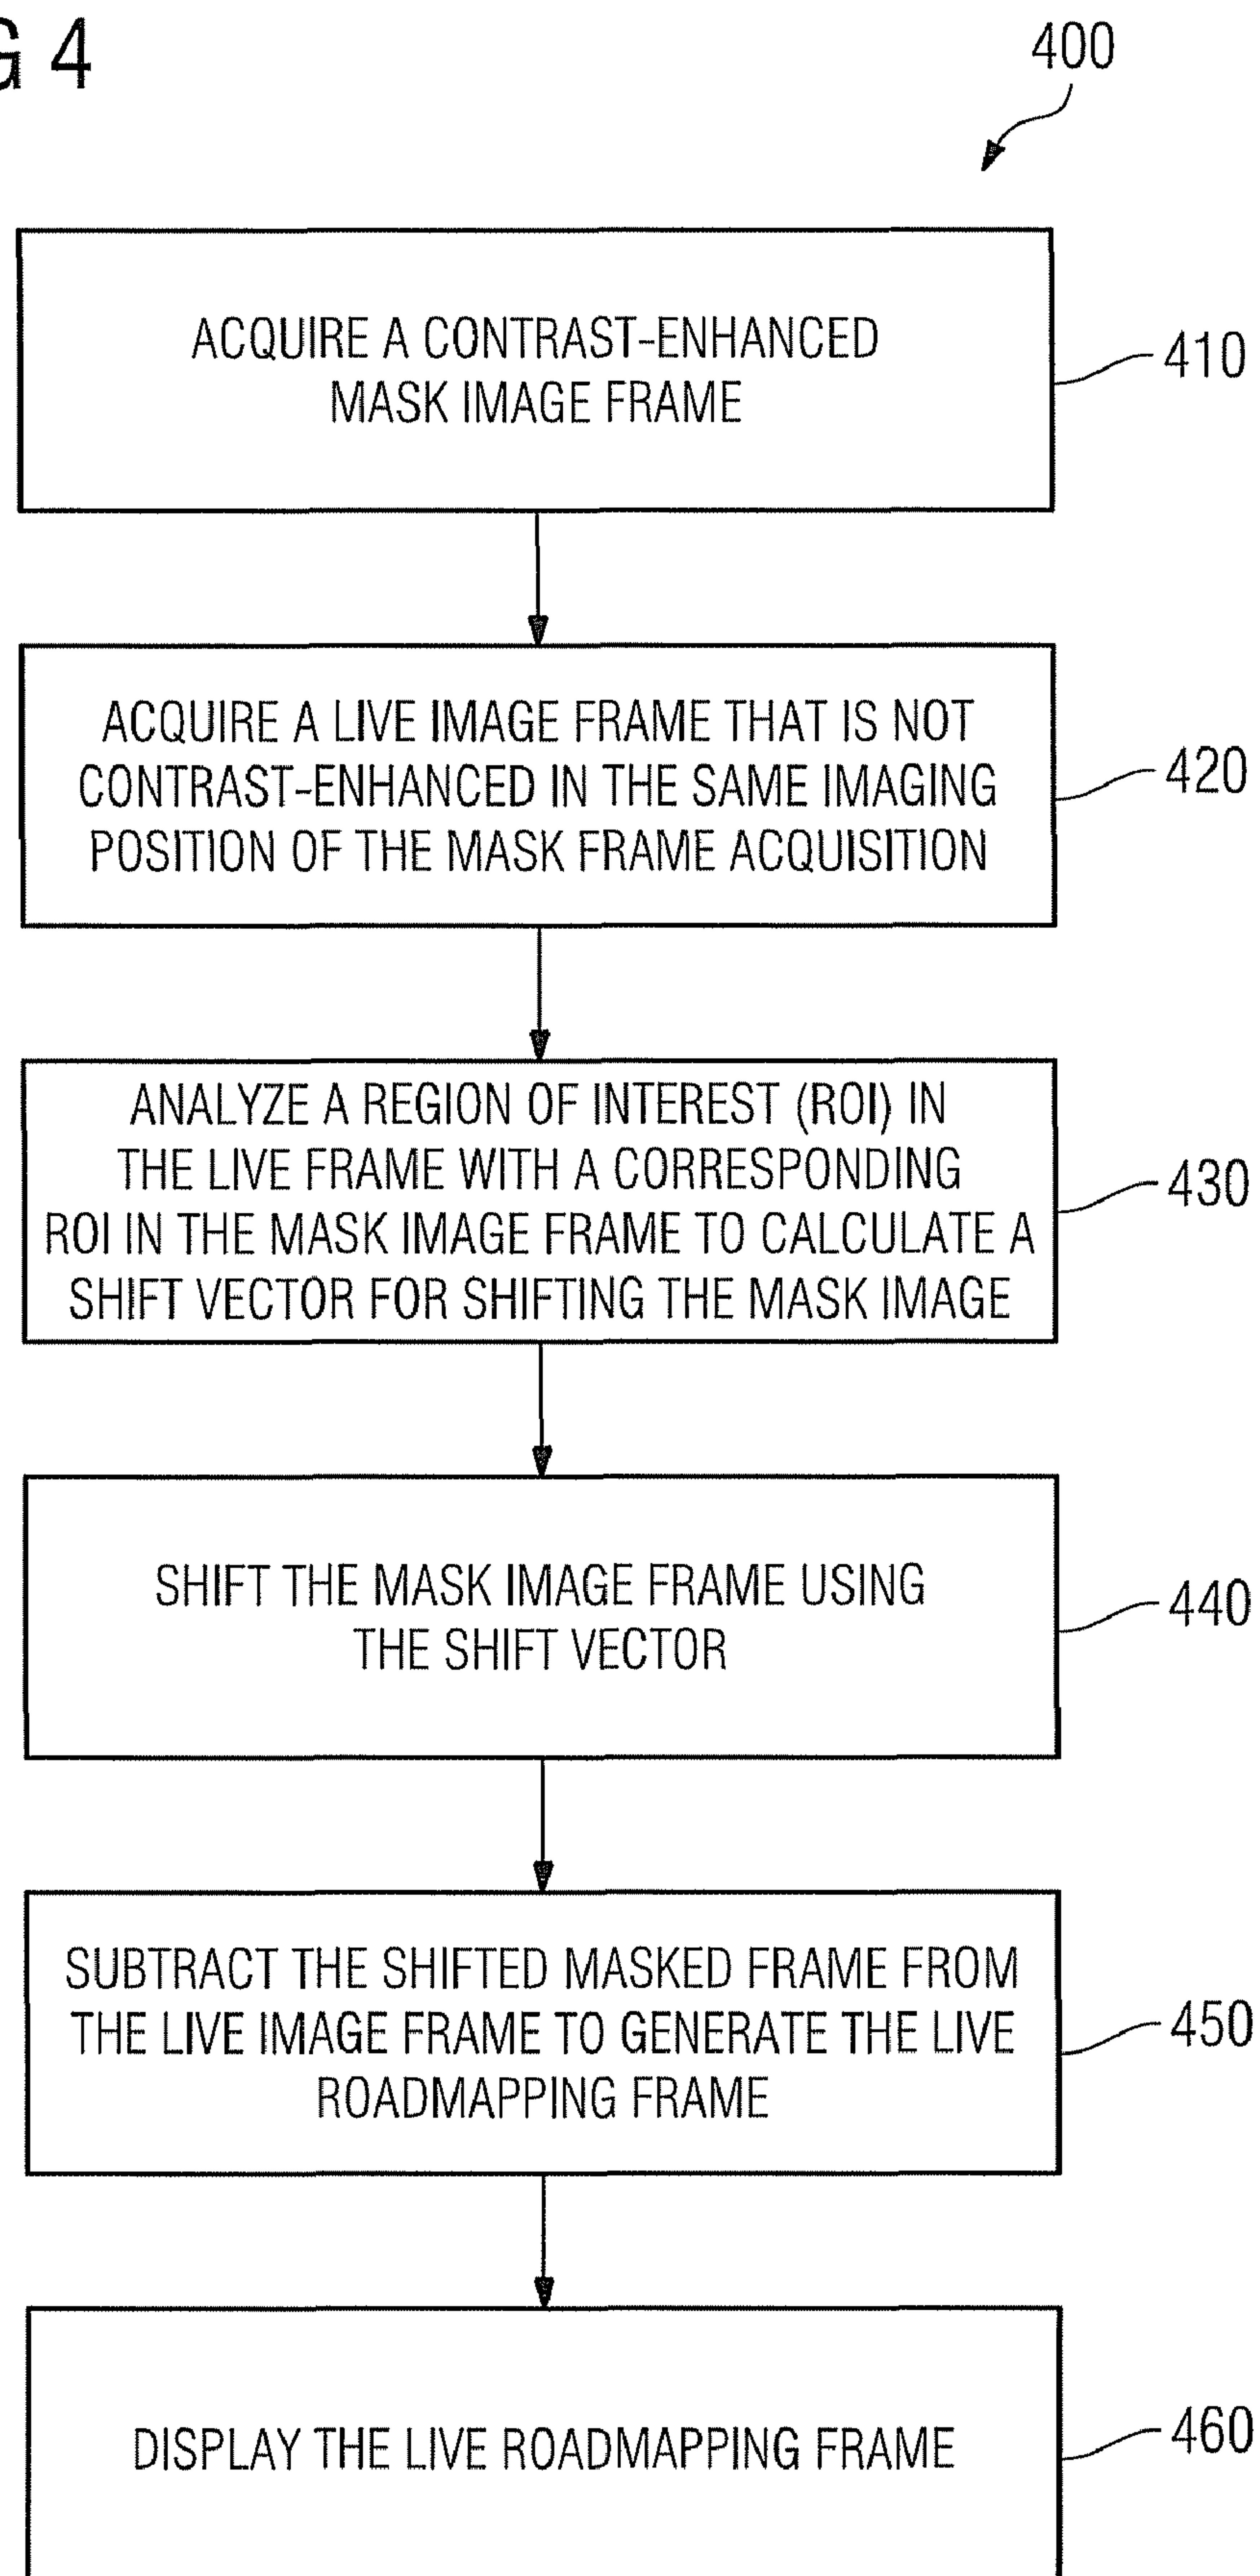 G 4
400
ACQUIRE A CONTRAST-ENHANCED
MASK IMAGE FRAME
410
ACQUIRE A LIVE IMAGE FRAME THAT IS NOT
CONTRAST-ENHANCED IN THE SAME IMAGING
POSITION OF THE MASK FRAME ACQUISITION
420
ANALYZE A REGION OF INTEREST (ROI) IN
THE LIVE FRAME WITH A CORRESPONDING
ROI IN THE MASK IMAGE FRAME TO CALCULATE A
SHIFT VECTOR FOR SHIFTING THE MASK IMAGE
430
SHIFT THE MASK IMAGE FRAME USING
THE SHIFT VECTOR
440
SUBTRACT THE SHIFTED MASKED FRAME FROM
THE LIVE IMAGE FRAME TO GENERATE THE LIVE
ROADMAPPING FRAME
450
DISPLAY THE LIVE ROADMAPPING FRAME
460